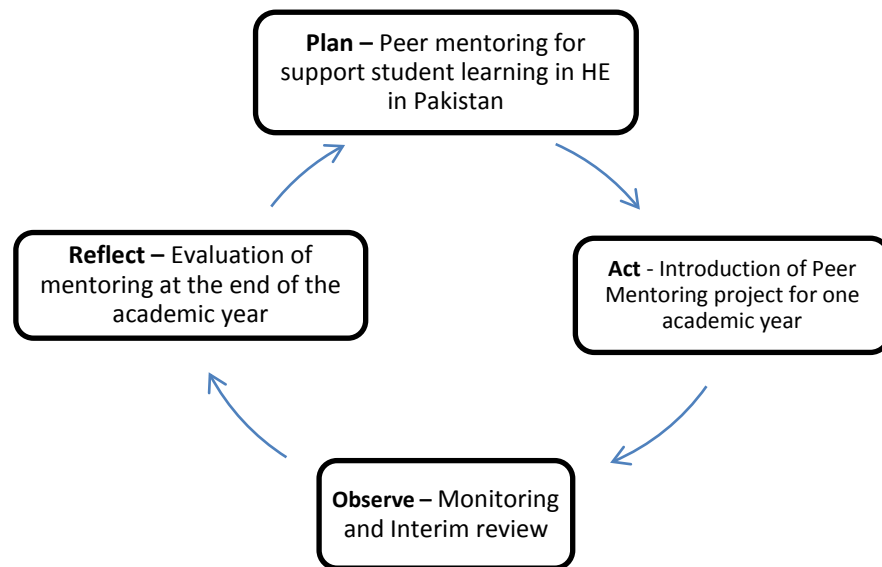 Plan – Peer mentoring for
support student learning in HE
in Pakistan
Act - Introduction of Peer
Mentoring project for one
academic year
Observe – Monitoring
and Interim review
Reflect – Evaluation of
mentoring at the end of the
academic year